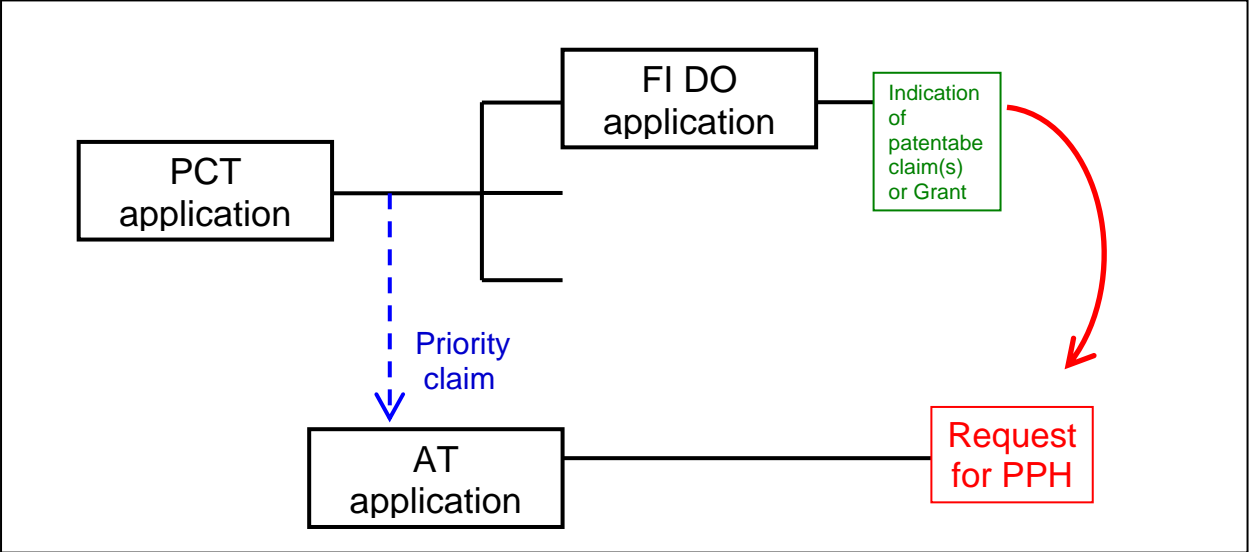 FI DO
application
Indication
of
patentabe
claim(s)
or Grant
PCT
application
Priority
claim
AT
application
Request
for PPH